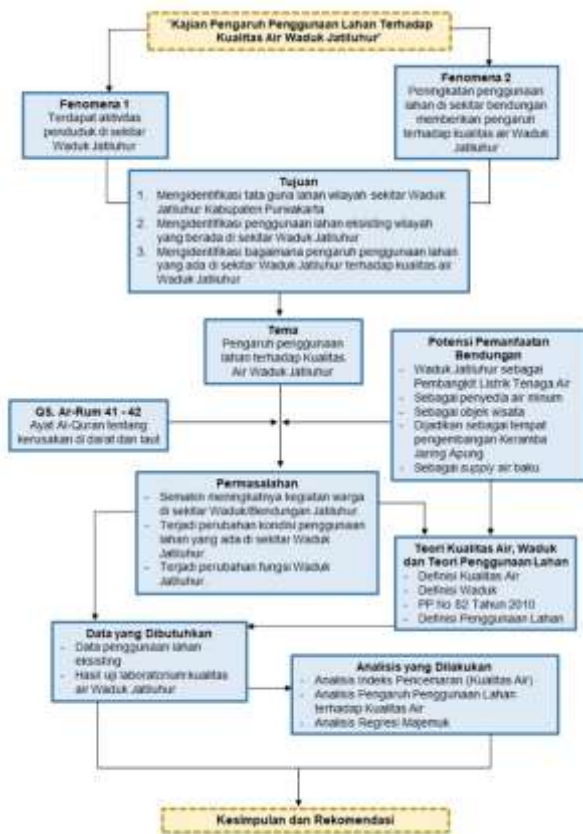 "Kajian Pengaruh Penggunaan Lahan Terhadap
Kualitas Air Waduk Jatiluhur"
Fenomena 1
Terdapat aktivitas
penduduk di sekitar
Waduk Jatiluhur
Fenomena 2
Peningkatan penggunaan
lahan di sekitar bendungan
memberikan pengaruh
terhadap kualitas air Waduk
Jatiluhur
Tujuan
1. Mengidentifikasi tata guna lahan wilayah sekitar Waduk
Jatiluhur Kabupaten Purwakarta
2. Mengidentifikasi penggunaan lahan eksisting wilayah
yang berada di sekitar Waduk Jatiluhur
3. Mengidentifikasi bagaimana pengaruh penggunaan lahan
yang ada di sekitar Waduk Jatiluhur terhadap kualitas air
Waduk Jatiluhur
Tema
Pengaruh penggunaan
lahan terhadap Kualitas
Air Waduk Jatiluhur
Potensi Pemanfaatan
Bendungan
- Waduk Jatiluhur sebagai
Pembangkit Listrik Tenaga Air
- Sebagai penyedia air minum
- Sebagai objek wisata
- Dijadikan sebagai tempat
pengembangan Keramba
Jaring Apung
- Sebagai supply air baku
QS. Ar-Rum 41 - 42
Ayat Al-Quran tentang
kerusakan di darat dan laut
Permasalahan
- Semakin meningkatnya kegiatan warga
di sekitar Waduk/Bendungan Jatiluhur
- Terjadi perubahan kondisi penggunaan
lahan yang ada di sekitar Waduk
Jatiluhur
- Terjadi perubahan fungsi Waduk
Jatiluhur
Teori Kualitas Air, Waduk
dan Teori Penggunaan Lahan
- Definisi Kualitas Air
- Definisi Waduk
- PP No 82 Tahun 2010
- Definisi Penggunaan Lahan
Data yang Dibutuhkan
- Data penggunaan lahan
eksisting
- Hasil uji laboratorium kualitas
air Waduk Jatiluhur
Analisis yang Dilakukan
- Analisis Indeks Pencemaran (Kualitas Air)
- Analisis Pengaruh Penggunaan Lahan
terhadap Kualitas Air
- Analisis Regresi Majemuk
Kesimpulan dan Rekomendasi